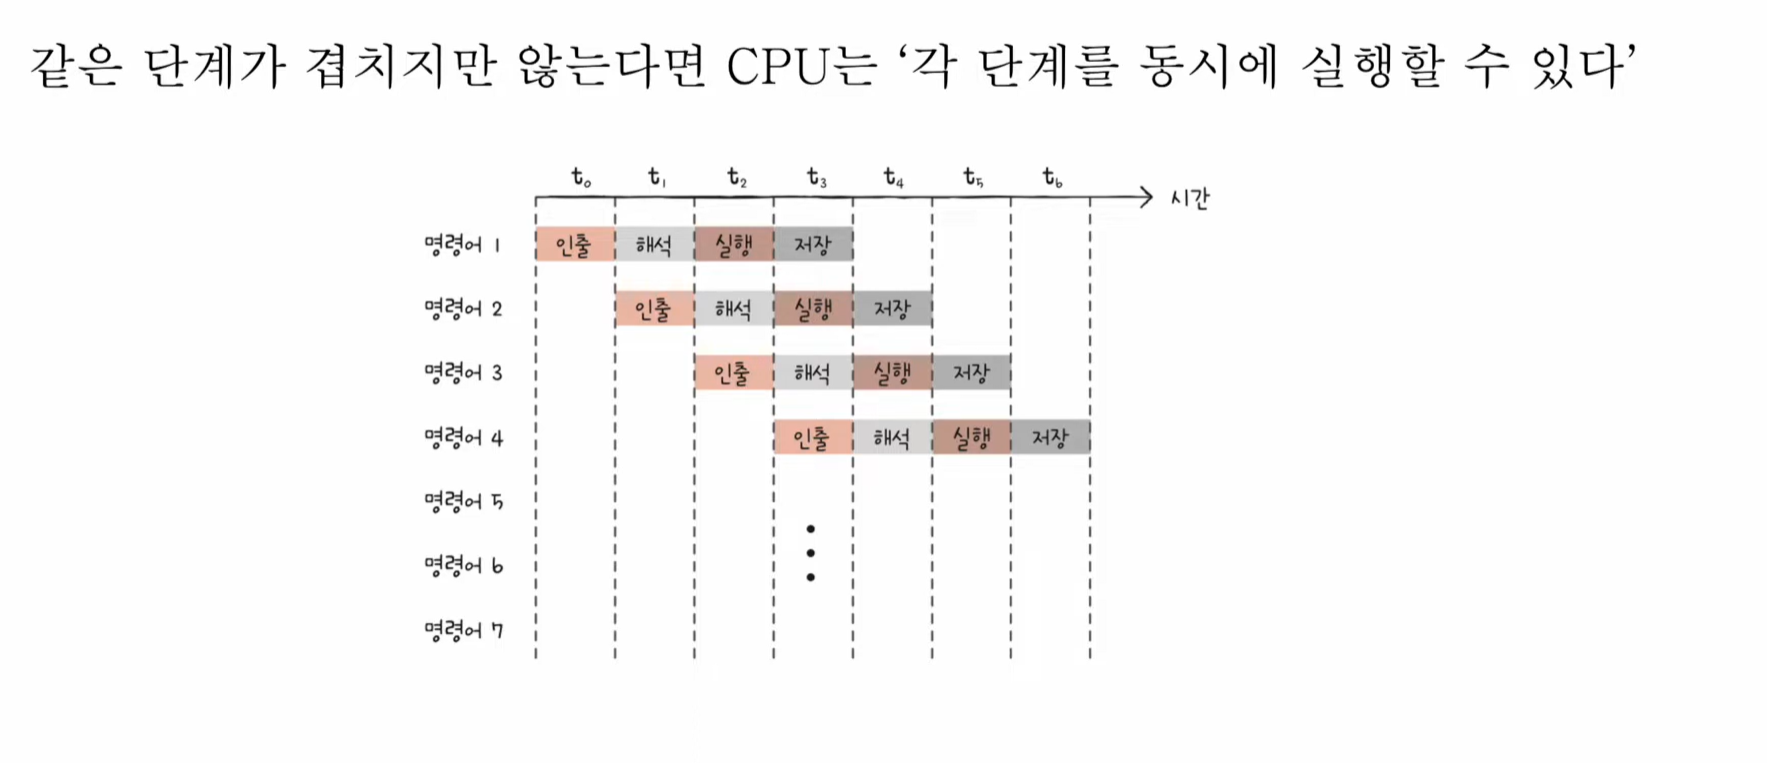 같은 단계가 겹치지만 않는다면 CPU는 ‘각 단계를 동시에 실행할 수 있다’
t₀ t₁ t₂ t₃ t₄ t₅ t₆
시간
명령어 1 인출 해석 실행 저장
명령어 2 인출 해석 실행 저장
명령어 3 인출 해석 실행 저장
명령어 4 인출 해석 실행 저장
명령어 5
명령어 6
명령어 7